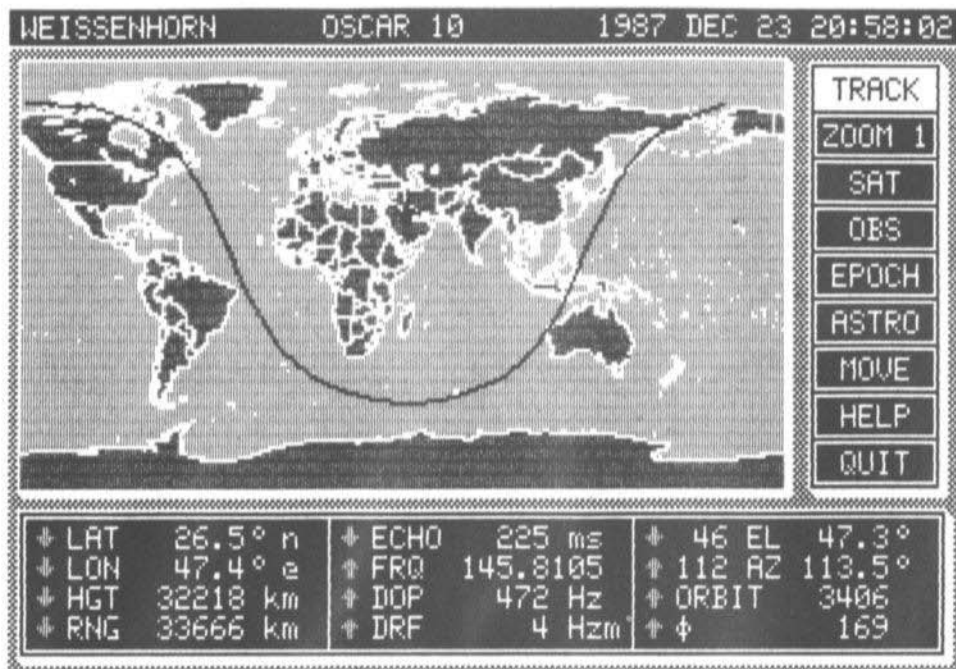 WEISSENHORN OSCAR 10 1987 DEC 23 20:58:02
TRACK
ZOOM 1
SAT
OBS
EPOCH
ASTRO
MOVE
HELP
QUIT
↓ LAT 26.5° n ↓ ECHO 225 ms ↓ 46 EL 47.3°
↓ LON 47.4° e ↑ FRQ 145.8105 ↑ 112 AZ 113.5°
↓ HGT 32218 km ↑ DOP 472 Hz ↑ ORBIT 3406
↓ RNG 33666 km ↑ DRF 4 Hzm ↑ ϕ 169